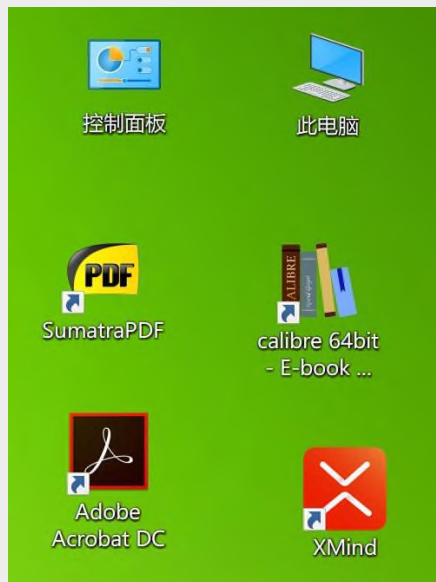 控制面板
此电脑
PDF
SumatraPDF
CALIBRE
calibre 64bit
- E-book ...
Adobe
Acrobat DC
XMind